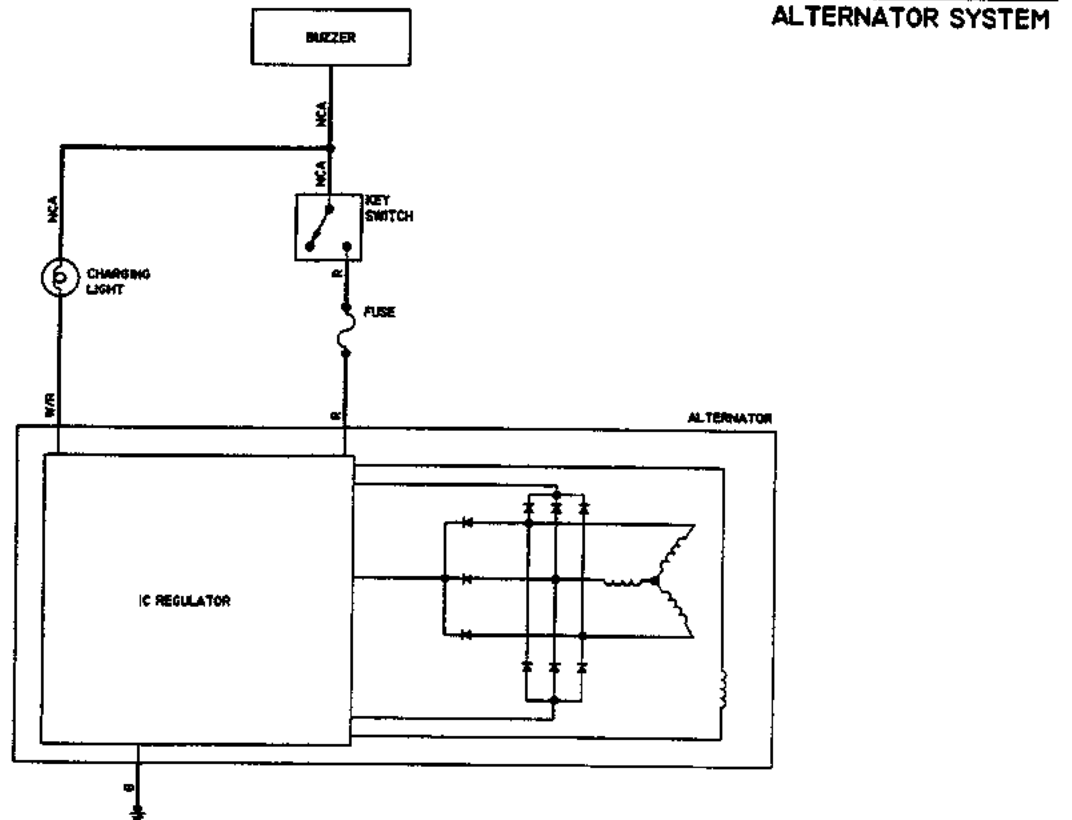 ALTERNATOR SYSTEM
BUZZER
NCA
NCA
NCA
KEY
SWITCH
R
CHARGING
LIGHT
FUSE
W/R
R
ALTERNATOR
IC REGULATOR
B